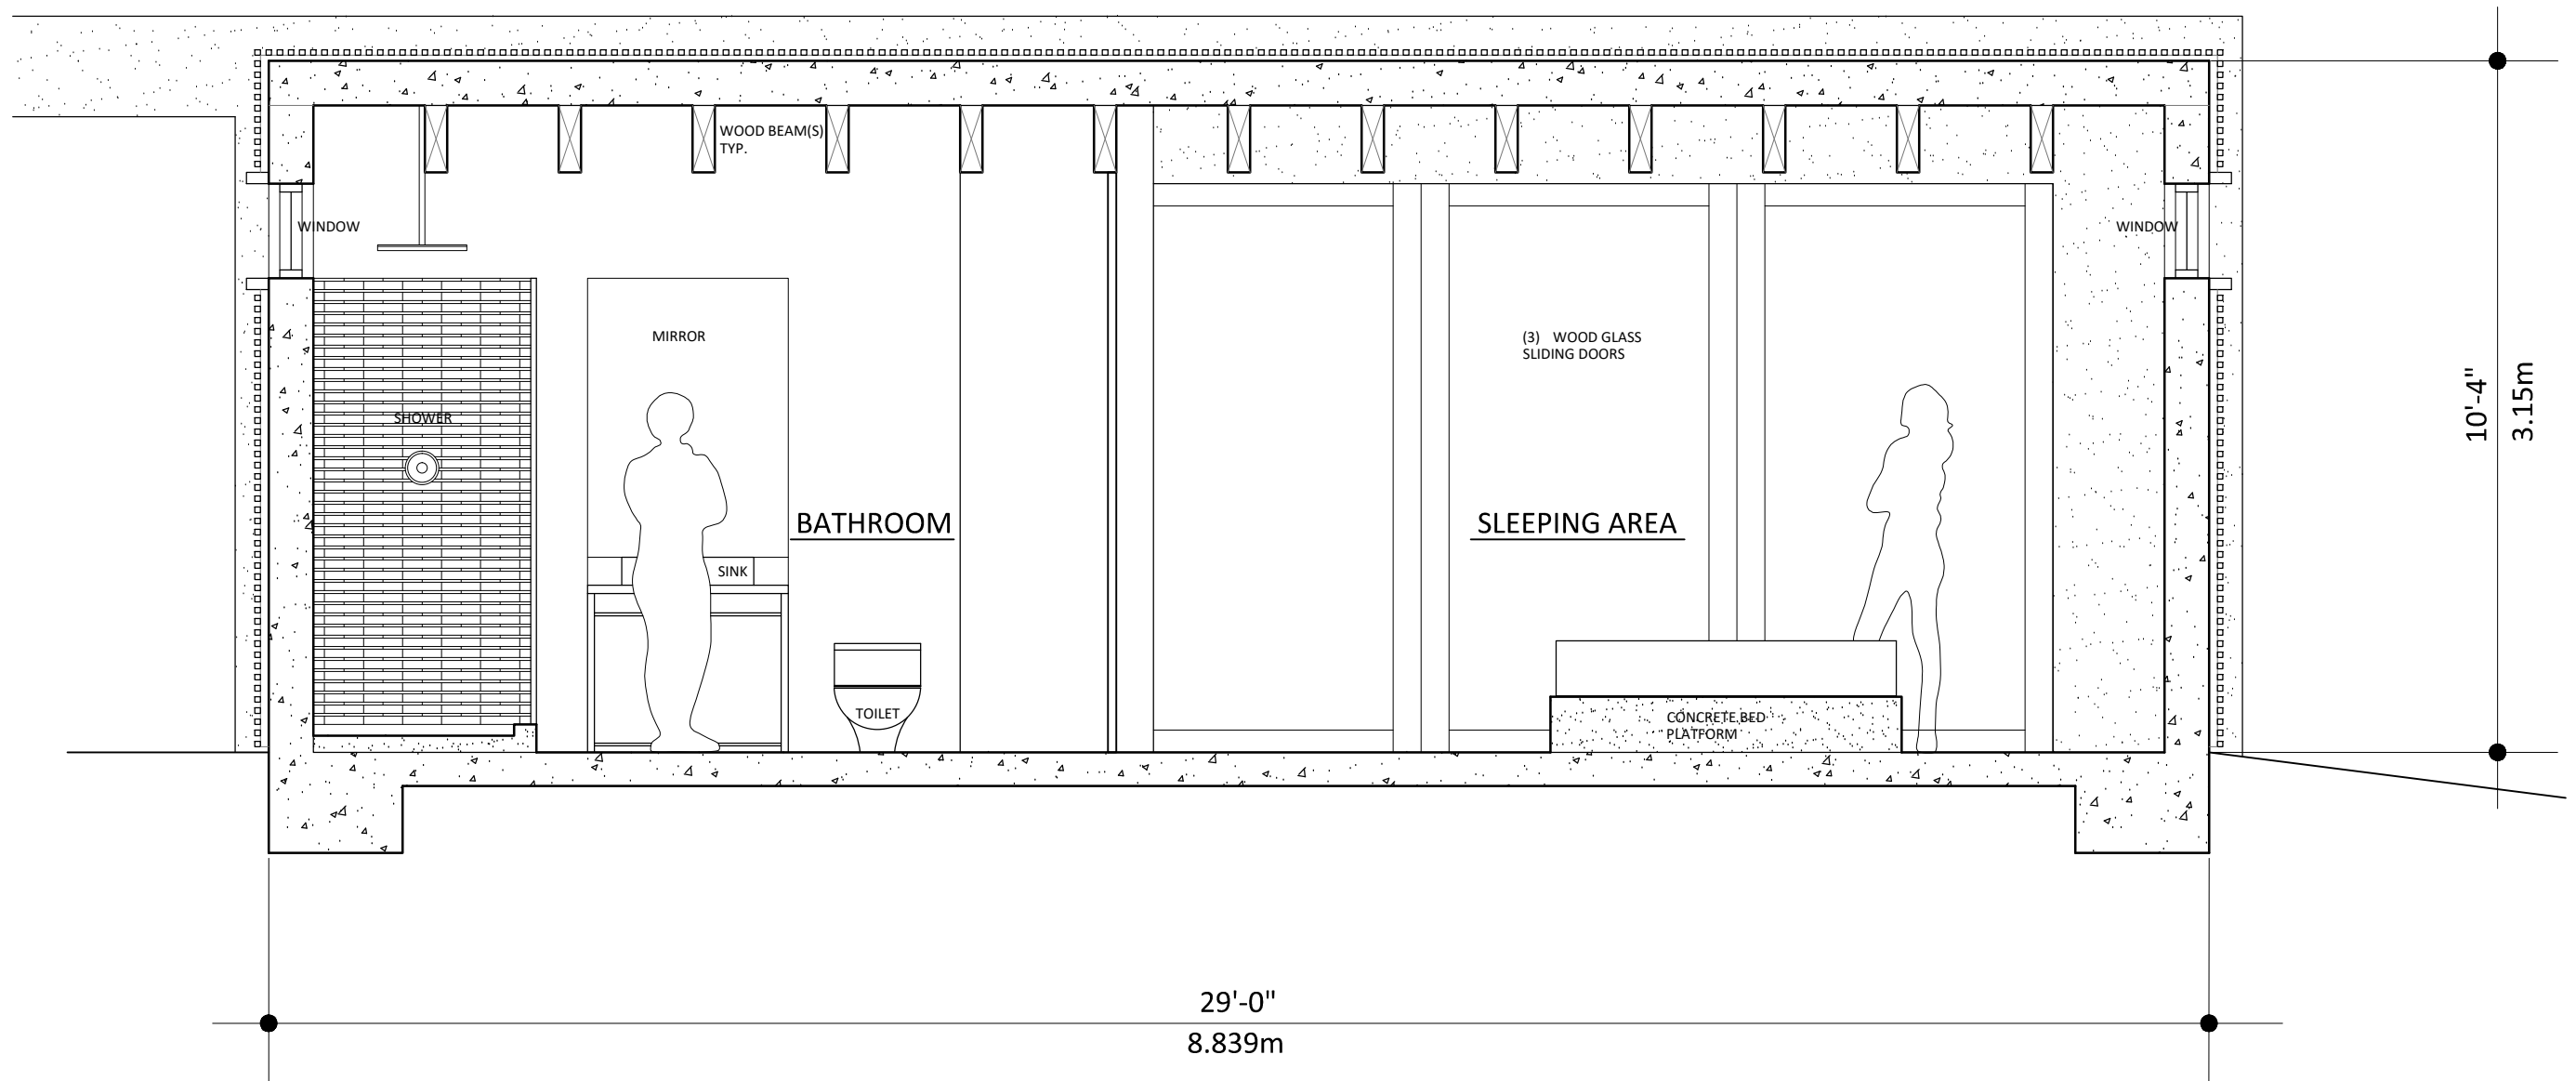 WOOD BEAM(S)
TYP.
WINDOW
WINDOW
MIRROR
(3) WOOD GLASS
SLIDING DOORS
SHOWER
BATHROOM
SLEEPING AREA
SINK
TOILET
CONCRETE BED
PLATFORM
10'-4"
3.15m
29'-0"
8.839m